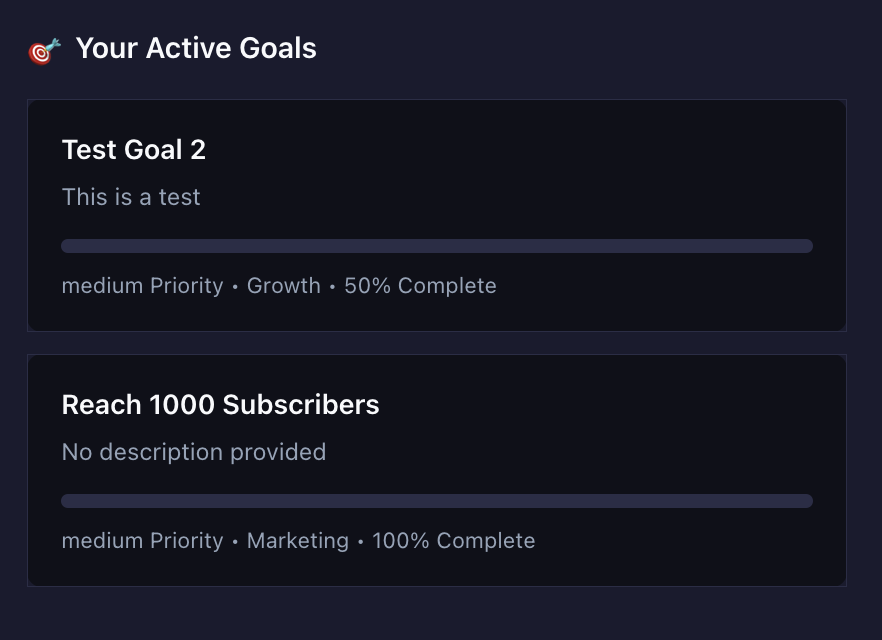 Your Active Goals
Test Goal 2
This is a test
medium Priority • Growth • 50% Complete
Reach 1000 Subscribers
No description provided
medium Priority • Marketing • 100% Complete